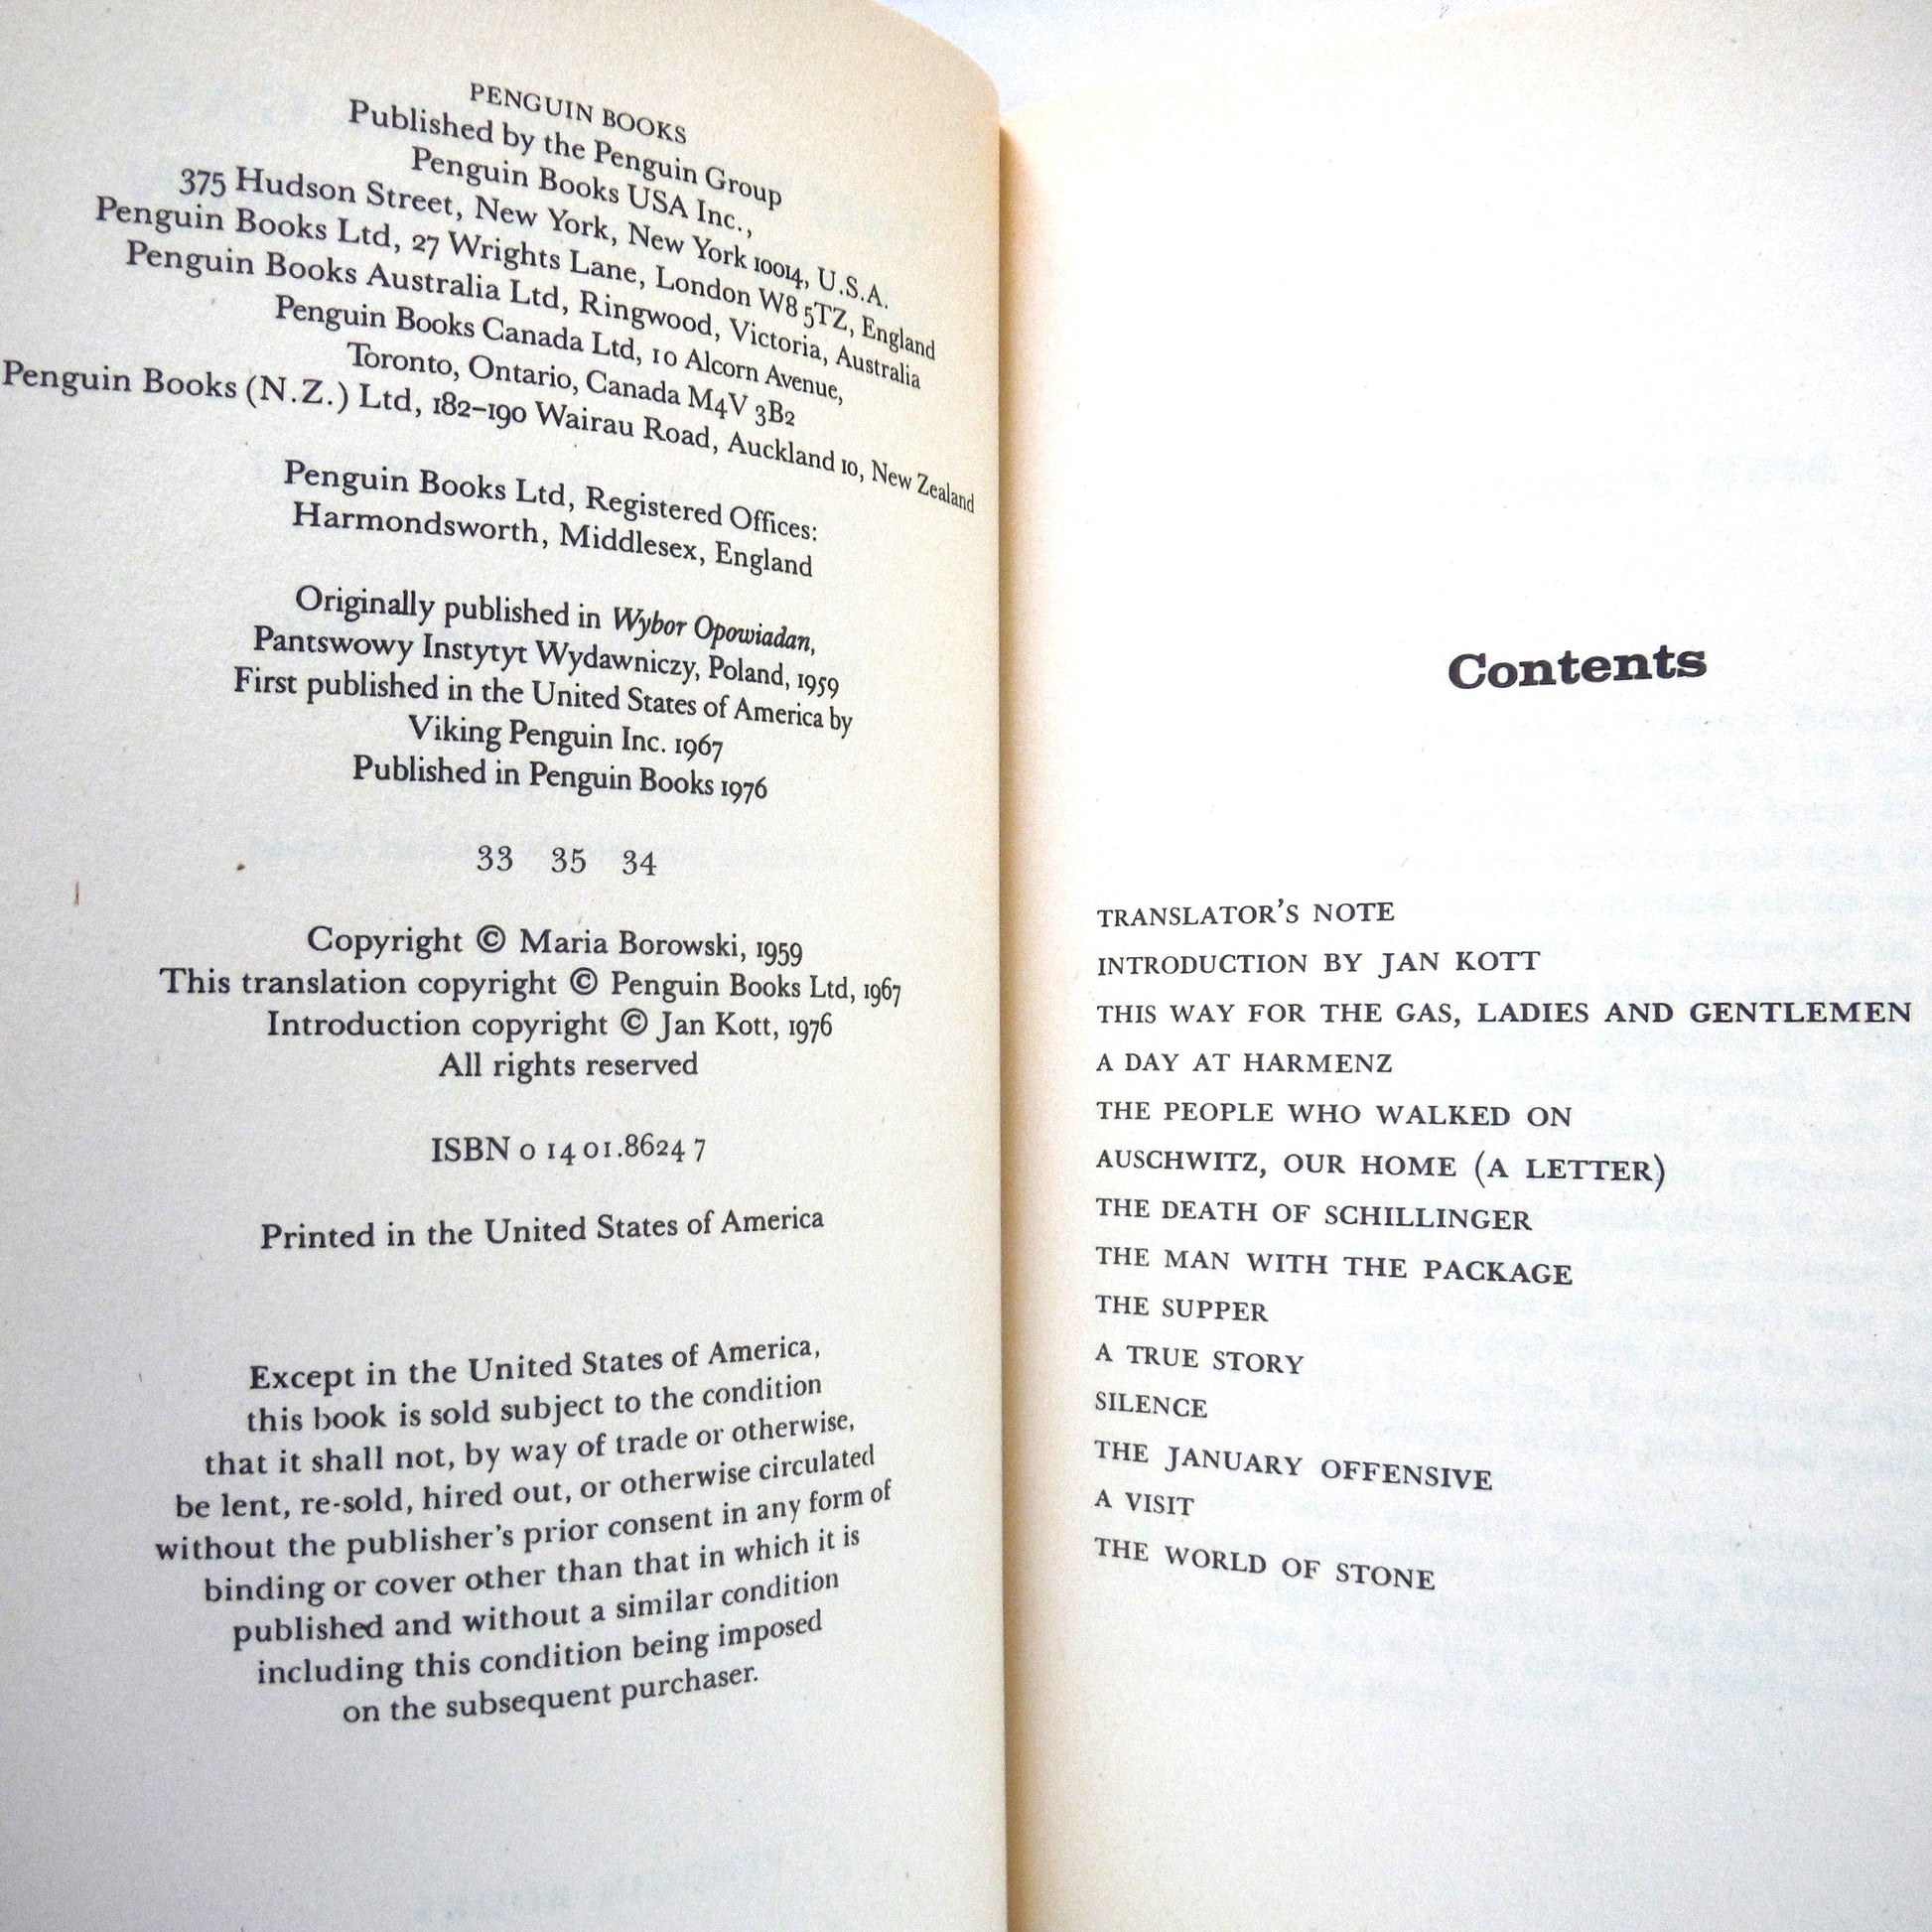 PENGUIN BOOKS
Published by the Penguin Group
Penguin Books USA Inc.,
375 Hudson Street, New York, New York 10014, U.S.A.
Penguin Books Ltd, 27 Wrights Lane, London W8 5TZ, England
Penguin Books Australia Ltd, Ringwood, Victoria, Australia
Penguin Books Canada Ltd, 10 Alcorn Avenue,
Toronto, Ontario, Canada M4V 3B2
Penguin Books (N.Z.) Ltd, 182–190 Wairau Road, Auckland 10, New Zealand
Penguin Books Ltd, Registered Offices:
Harmondsworth, Middlesex, England
Originally published in Wybor Opowiadan,
Pantswowy Instytyt Wydawniczy, Poland, 1959
First published in the United States of America by
Viking Penguin Inc. 1967
Published in Penguin Books 1976
33 35 34
Copyright © Maria Borowski, 1959
This translation copyright © Penguin Books Ltd, 1967
Introduction copyright © Jan Kott, 1976
All rights reserved
ISBN 0 14 01.8624 7
Printed in the United States of America
Except in the United States of America,
this book is sold subject to the condition
that it shall not, by way of trade or otherwise,
be lent, re-sold, hired out, or otherwise circulated
without the publisher's prior consent in any form of
binding or cover other than that in which it is
published and without a similar condition
including this condition being imposed
on the subsequent purchaser.
Contents
TRANSLATOR'S NOTE
INTRODUCTION BY JAN KOTT
THIS WAY FOR THE GAS, LADIES AND GENTLEMEN
A DAY AT HARMENZ
THE PEOPLE WHO WALKED ON
AUSCHWITZ, OUR HOME (A LETTER)
THE DEATH OF SCHILLINGER
THE MAN WITH THE PACKAGE
THE SUPPER
A TRUE STORY
SILENCE
THE JANUARY OFFENSIVE
A VISIT
THE WORLD OF STONE